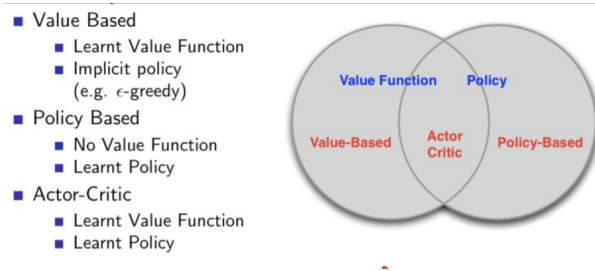 Value Based
Learnt Value Function
Implicit policy
(e.g. ϵ-greedy)
Policy Based
No Value Function
Learnt Policy
Actor-Critic
Learnt Value Function
Learnt Policy
Value Function
Policy
Value-Based
Actor
Critic
Policy-Based